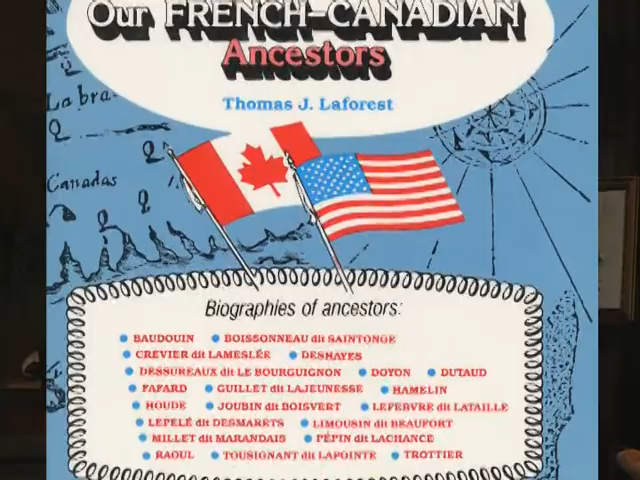 Our FRENCH-CANADIAN
Ancestors
Thomas J. Laforest
La bra-
Canadas
Biographies of ancestors:
BAUDOUIN BOISSONNEAU dit SAINTONGE
CREVIER dit LAMESLÉE DESHAYES
DESSUREAUX dit LE BOURGUIGNON DOYON DUTAUD
FAFARD GUILLET dit LAJEUNESSE HAMELIN
HOUDE JOUBIN dit BOISVERT LEFEBVRE dit LATAILLE
LEPELÉ dit DESMARETS LIMOUSIN dit BEAUFORT
MILLET dit MARANDAIS PÉPIN dit LACHANCE
RAOUL TOUSIGNANT dit LAPOINTE TROTTIER